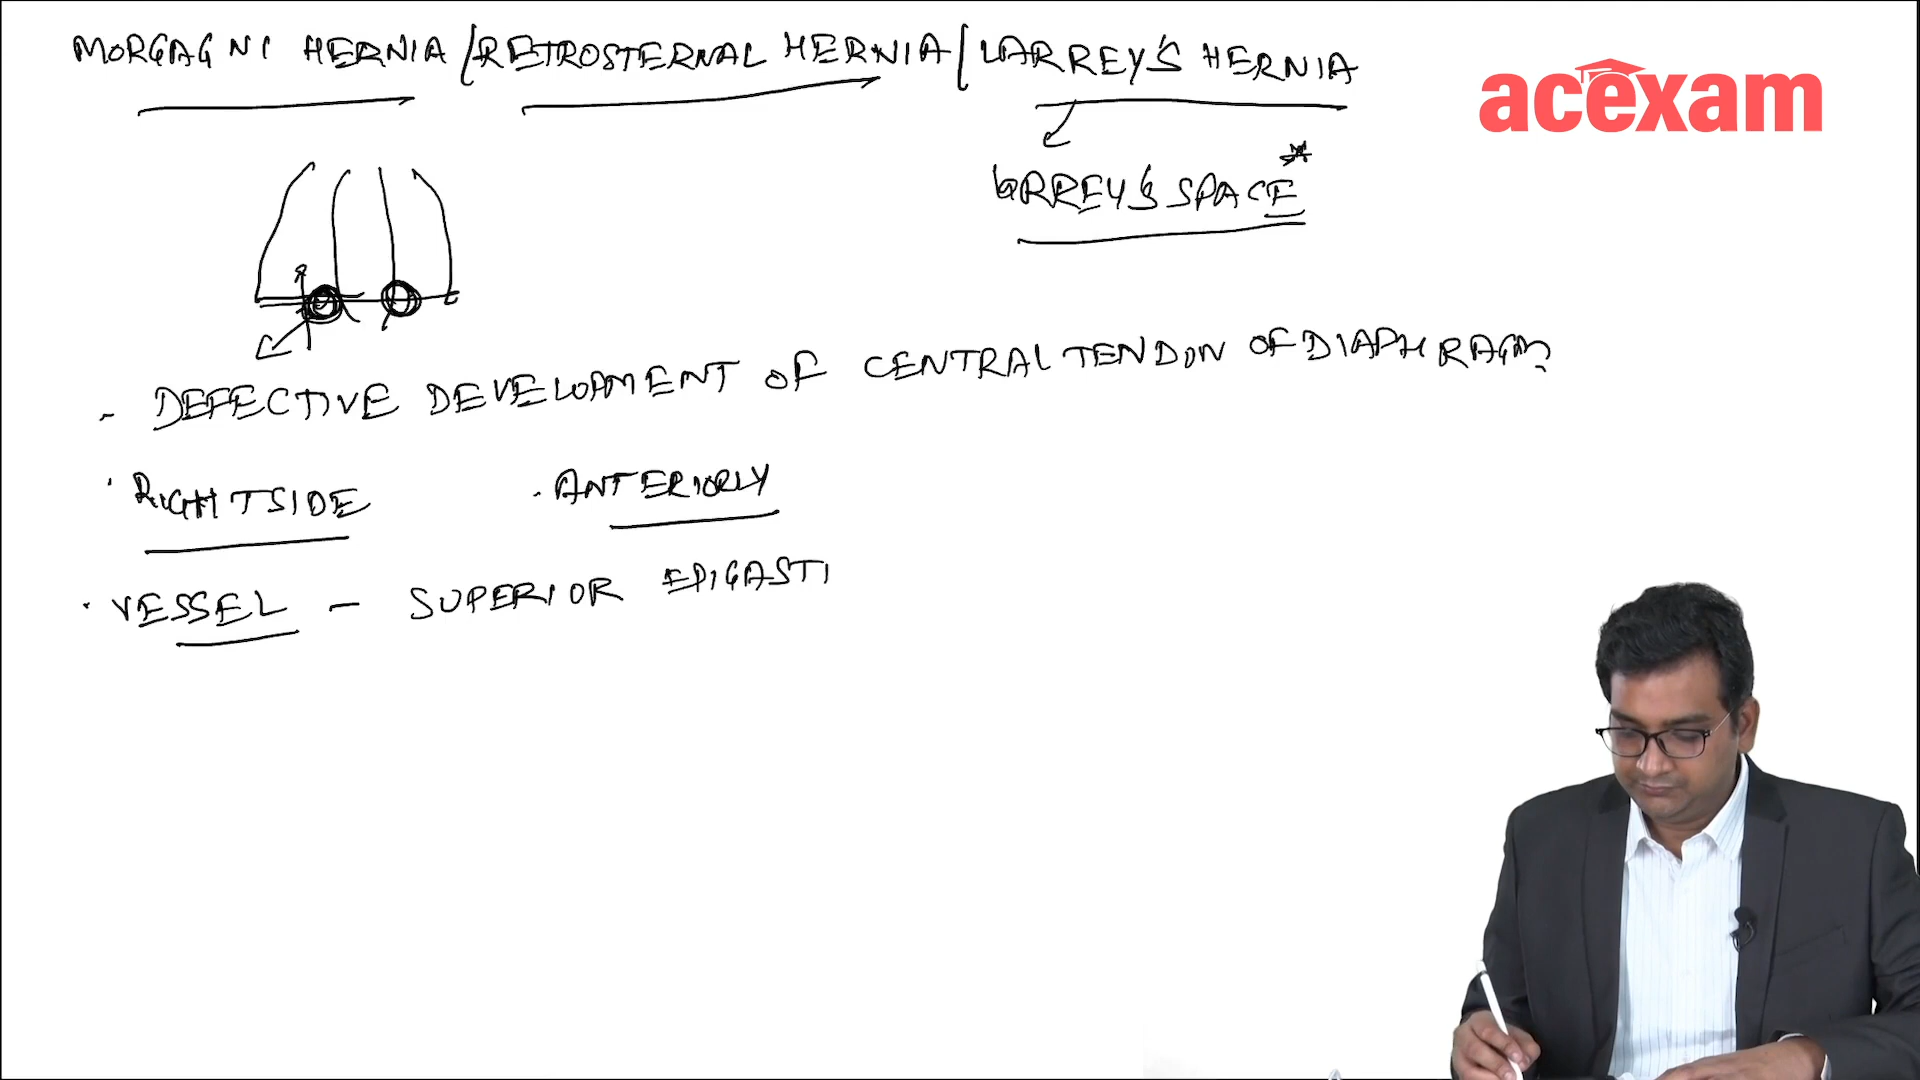 MORGAGNI HERNIA/RETROSTERNAL HERNIA/LARREY'S HERNIA
acexam
LARREY'S SPACE*
- DEFECTIVE DEVELOPMENT OF CENTRAL TENDON OF DIAPHRAGM
· RIGHT SIDE · ANTERIORLY
· VESSEL - SUPERIOR EPIGASTI